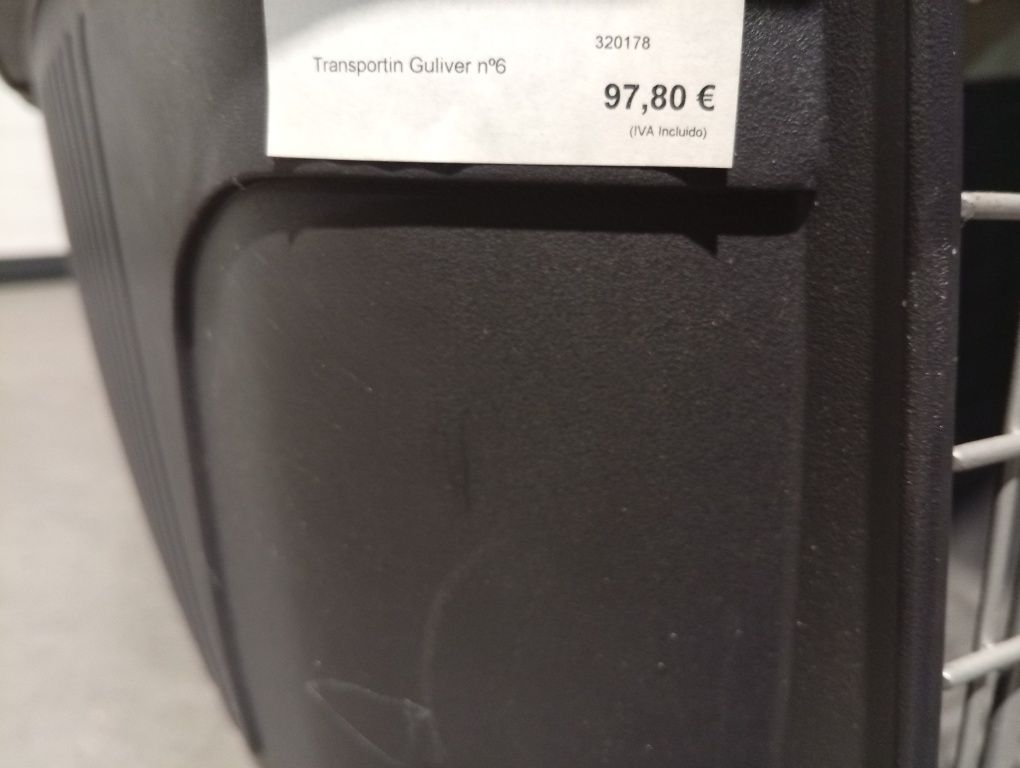 320178
Transportin Guliver nº6
97,80 €
(IVA Incluido)